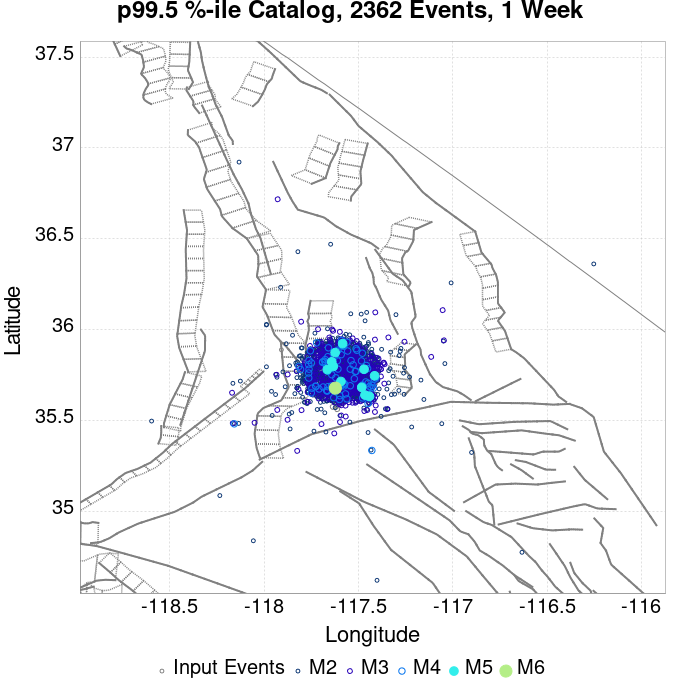 p99.5 %-ile Catalog, 2362 Events, 1 Week
37.5
37
36.5
36
35.5
35
Latitude
-118.5 -118 -117.5 -117 -116.5 -116
Longitude
Input Events M2 M3 M4 M5 M6